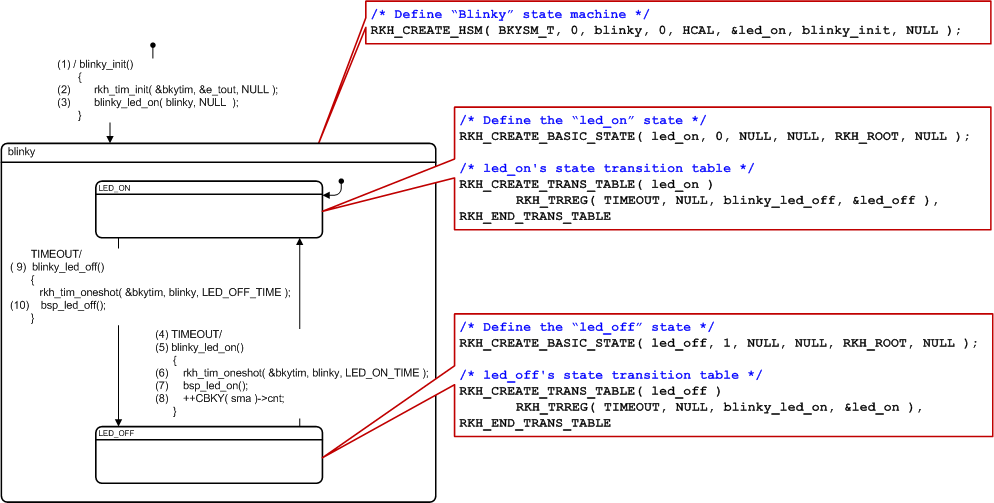 /* Define “Blinky” state machine */
RKH_CREATE_HSM( BKYSM_T, 0, blinky, 0, HCAL, &led_on, blinky_init, NULL );
(1) / blinky_init()
{
(2) rkh_tim_init( &bkytim, &e_tout, NULL );
(3) blinky_led_on( blinky, NULL );
}
/* Define the “led_on” state */
RKH_CREATE_BASIC_STATE( led_on, 0, NULL, NULL, RKH_ROOT, NULL );
/* led_on's state transition table */
RKH_CREATE_TRANS_TABLE( led_on )
RKH_TRREG( TIMEOUT, NULL, blinky_led_off, &led_off ),
RKH_END_TRANS_TABLE
blinky
LED_ON
TIMEOUT/
( 9) blinky_led_off()
{
rkh_tim_oneshot( &bkytim, blinky, LED_OFF_TIME );
(10) bsp_led_off();
}
(4) TIMEOUT/
(5) blinky_led_on()
{
(6) rkh_tim_oneshot( &bkytim, blinky, LED_ON_TIME );
(7) bsp_led_on();
(8) ++CBKY( sma )->cnt;
}
LED_OFF
/* Define the “led_off” state */
RKH_CREATE_BASIC_STATE( led_off, 1, NULL, NULL, RKH_ROOT, NULL );
/* led_off's state transition table */
RKH_CREATE_TRANS_TABLE( led_off )
RKH_TRREG( TIMEOUT, NULL, blinky_led_on, &led_on ),
RKH_END_TRANS_TABLE